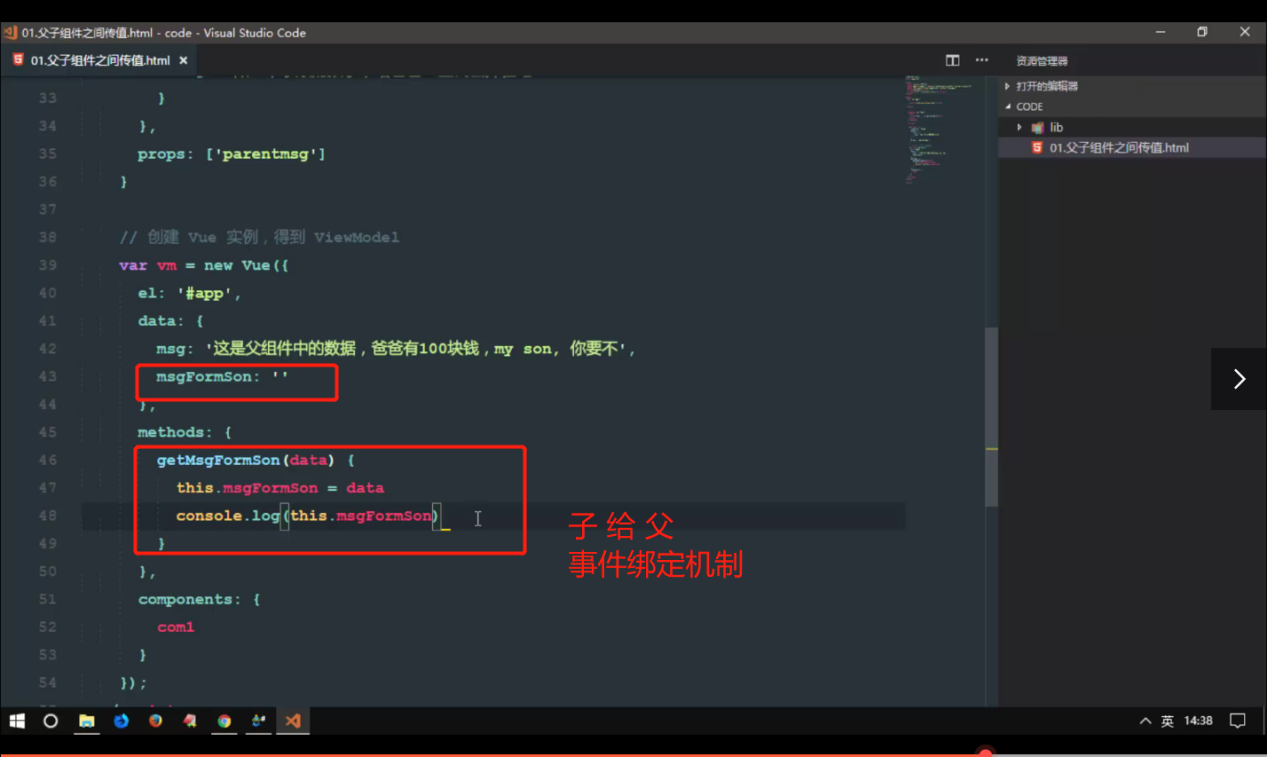 01.父子组件之间传值.html - code - Visual Studio Code
01.父子组件之间传值.html ×
资源管理器
打开的编辑器
CODE
lib
01.父子组件之间传值.html
33 }
34 },
35 props: ['parentmsg']
36 }
37
38 // 创建 Vue 实例，得到 ViewModel
39 var vm = new Vue({
40 el: '#app',
41 data: {
42 msg: '这是父组件中的数据，爸爸有100块钱，my son, 你要不',
43 msgFormSon: ''
44 },
45 methods: {
46 getMsgFormSon(data) {
47 this.msgFormSon = data
48 console.log(this.msgFormSon)
49 }
50 },
51 components: {
52 com1
53 }
54 });
子 给 父
事件绑定机制
英 14:38